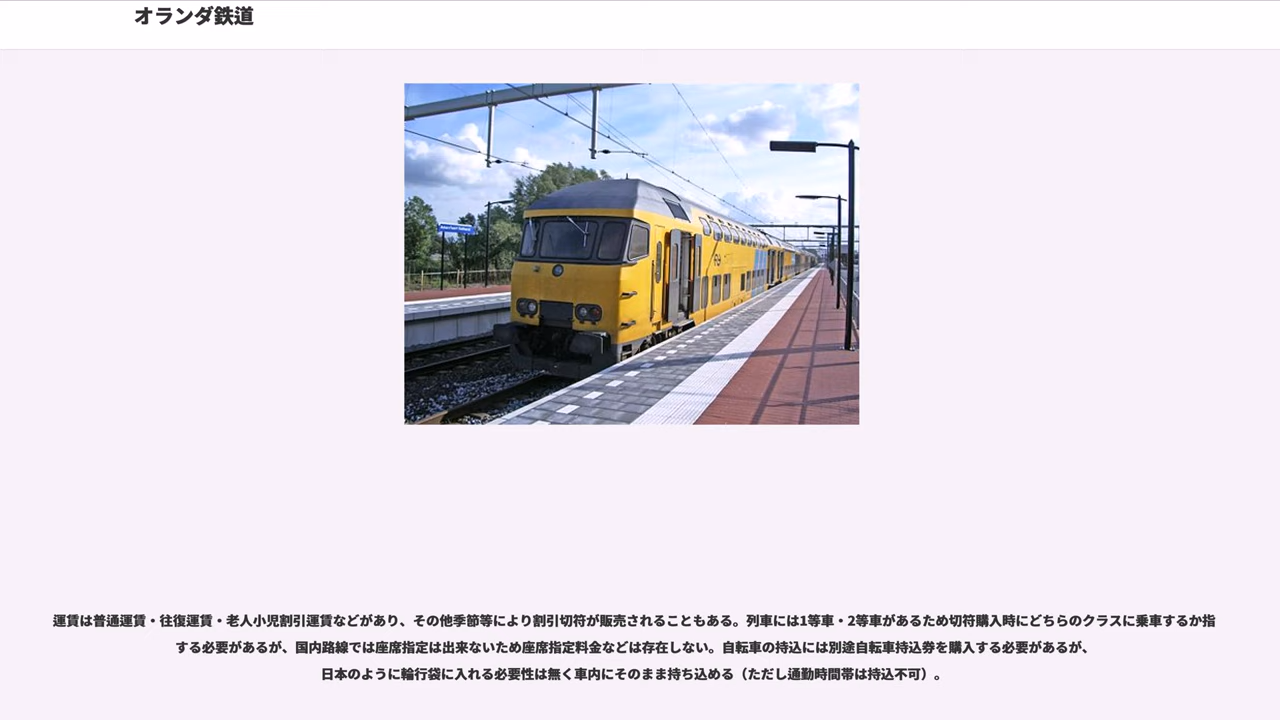 オランダ鉄道
運賃は普通運賃・往復運賃・老人小児割引運賃などがあり、その他季節等により割引切符が販売されることもある。列車には1等車・2等車があるため切符購入時にどちらのクラスに乗車するか指
する必要があるが、国内路線では座席指定は出来ないため座席指定料金などは存在しない。自転車の持込には別途自転車持込券を購入する必要があるが、
日本のように輪行袋に入れる必要性は無く車内にそのまま持ち込める（ただし通勤時間帯は持込不可）。